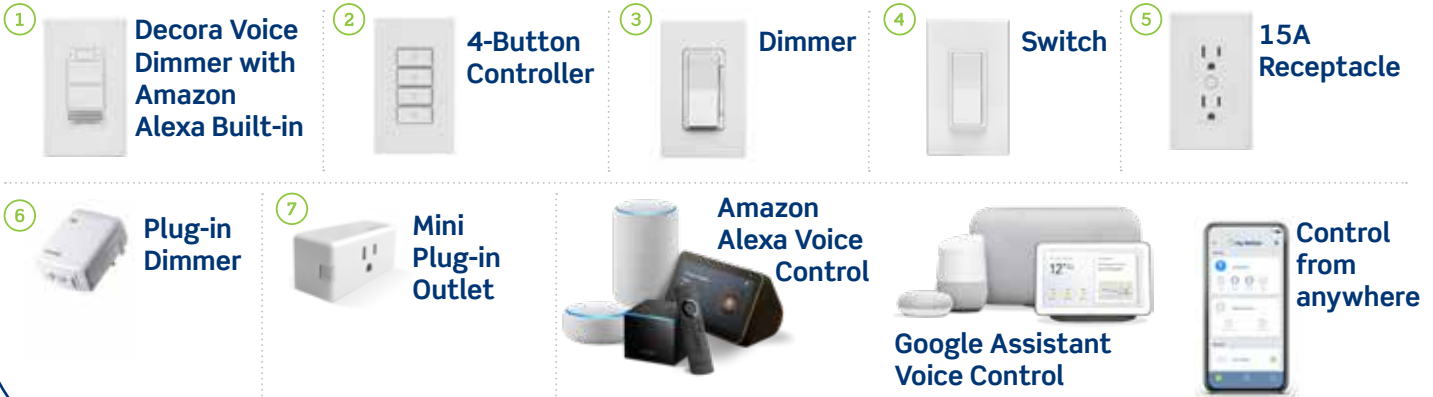 1
Decora Voice
Dimmer with
Amazon
Alexa Built-in
2
4-Button
Controller
3
Dimmer
4
Switch
5
15A
Receptacle
6
Plug-in
Dimmer
7
Mini
Plug-in
Outlet
Amazon
Alexa Voice
Control
12°
Google Assistant
Voice Control
Control
from
anywhere